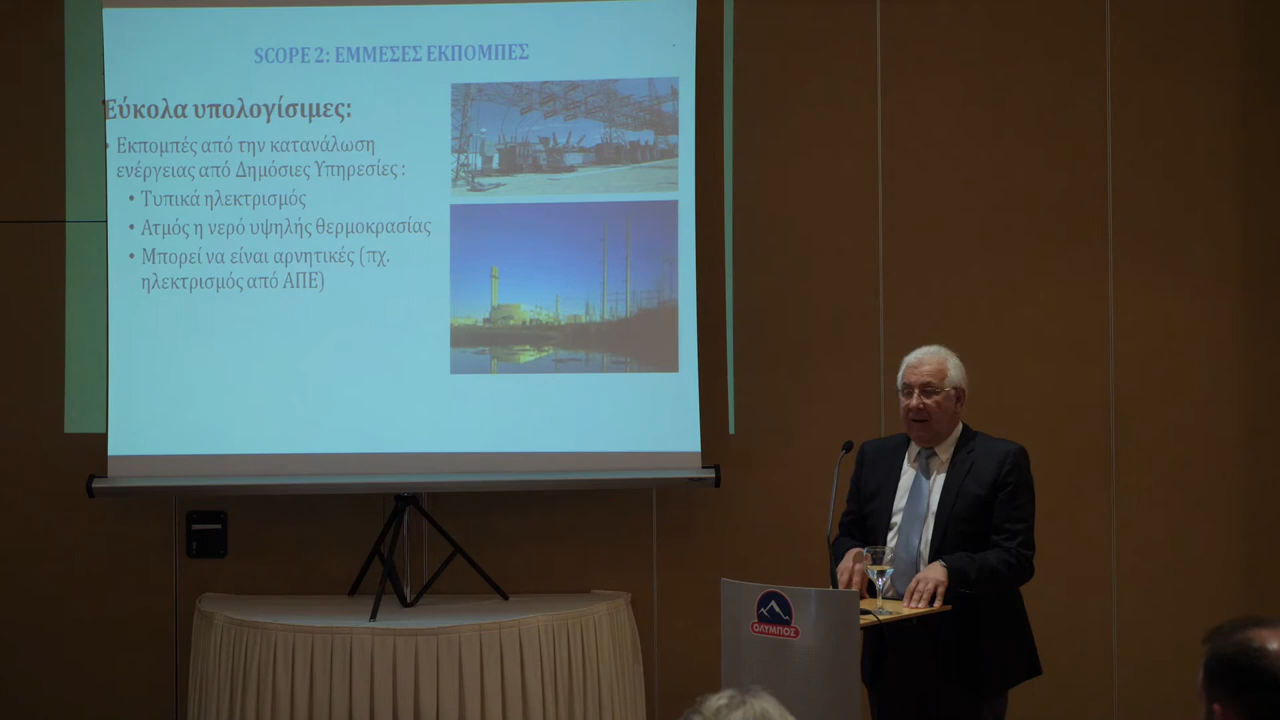 SCOPE 2: ΕΜΜΕΣΕΣ ΕΚΠΟΜΠΕΣ
Εύκολα υπολογίσιμες:
• Εκπομπές από την κατανάλωση
ενέργειας από Δημόσιες Υπηρεσίες :
• Τυπικά ηλεκτρισμός
• Ατμός η νερό υψηλής θερμοκρασίας
• Μπορεί να είναι αρνητικές (πχ.
ηλεκτρισμός από ΑΠΕ)
ΟΛΥΜΠΟΣ